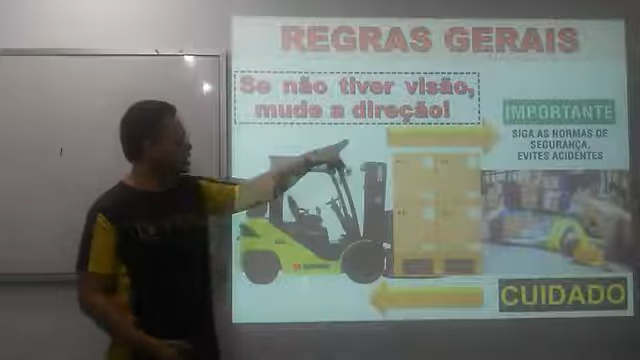 REGRAS GERAIS
Se não tiver visão,
mude a direção!
IMPORTANTE
SIGA AS NORMAS DE
SEGURANÇA,
EVITES ACIDENTES
CUIDADO